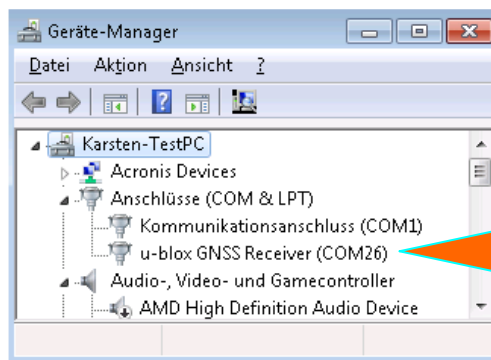 Geräte-Manager
Datei Aktion Ansicht ?
Karsten-TestPC
Acronis Devices
Anschlüsse (COM & LPT)
Kommunikationsanschluss (COM1)
u-blox GNSS Receiver (COM26)
Audio-, Video- und Gamecontroller
AMD High Definition Audio Device